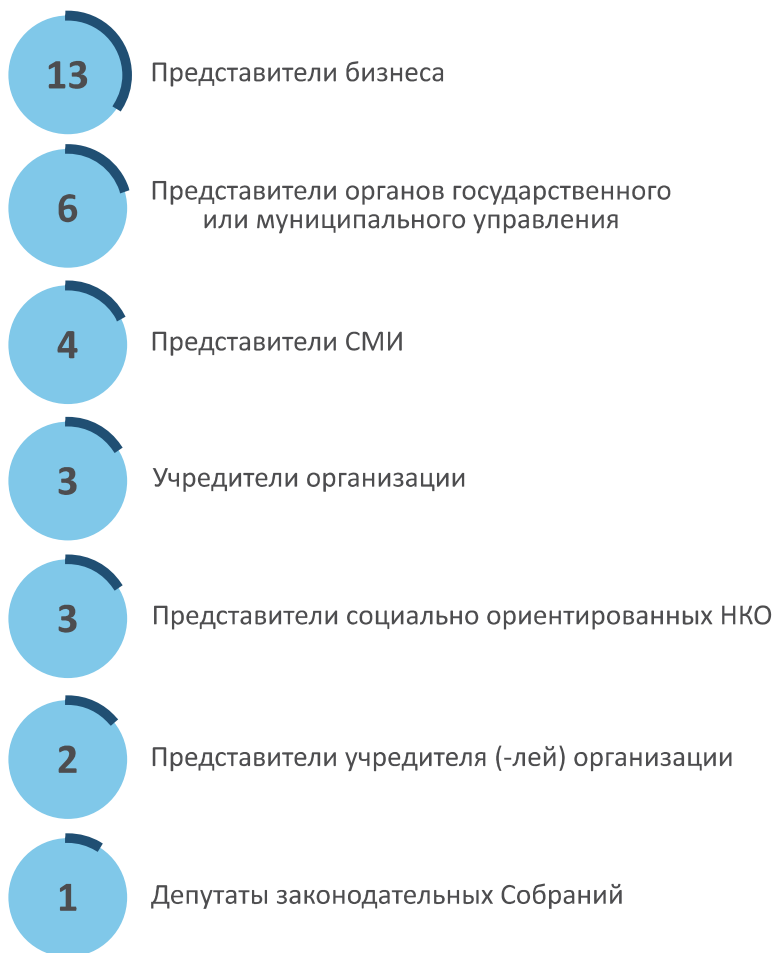 13
Представители бизнеса
6
Представители органов государственного
или муниципального управления
4
Представители СМИ
3
Учредители организации
3
Представители социально ориентированных НКО
2
Представители учредителя (-лей) организации
1
Депутаты законодательных Собраний